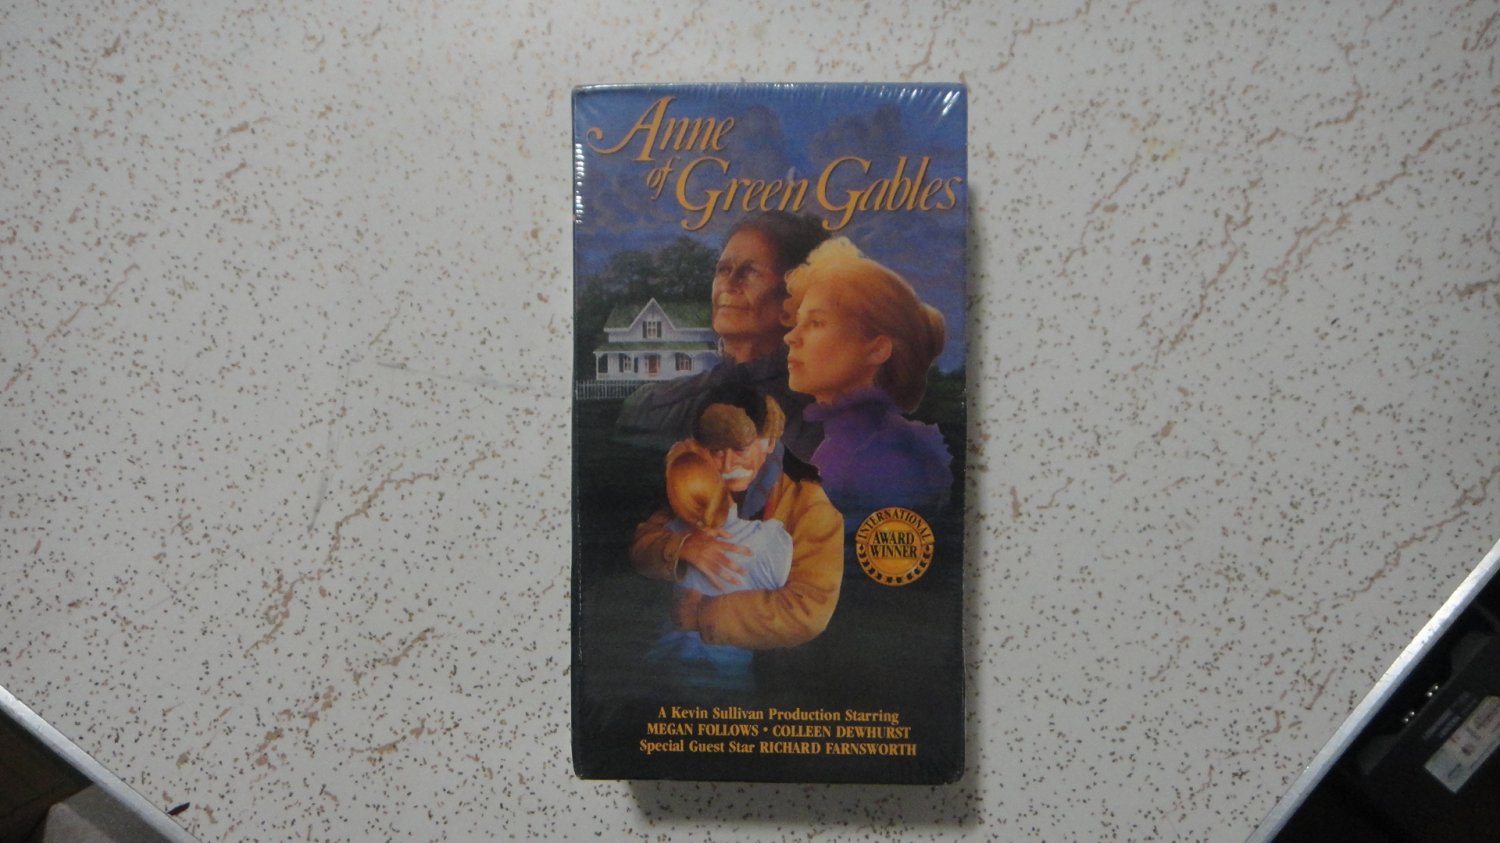 Anne
of
Green Gables
INTERNATIONAL
AWARD
WINNER
A Kevin Sullivan Production Starring
MEGAN FOLLOWS • COLLEEN DEWHURST
Special Guest Star RICHARD FARNSWORTH